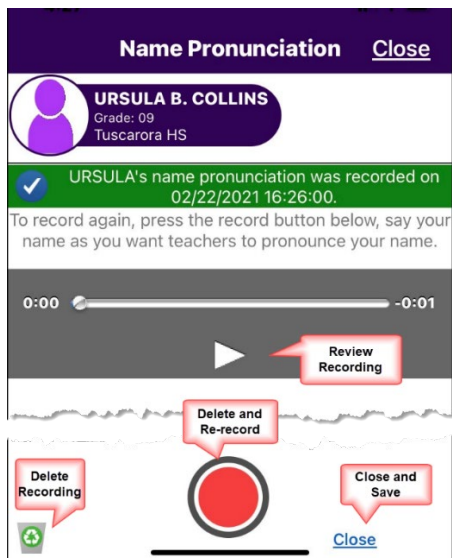 Name Pronunciation Close
URSULA B. COLLINS
Grade: 09
Tuscarora HS
URSULA's name pronunciation was recorded on
02/22/2021 16:26:00.
To record again, press the record button below, say your
name as you want teachers to pronounce your name.
0:00 -0:01
Review
Recording
Delete and
Re-record
Delete
Recording
Close and
Save
Close